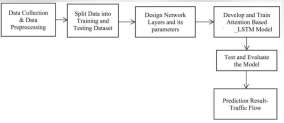 Data Collection
& Data
Preprocessing
Split Data into
Training and
Testing Dataset
Design Network
Layers and its
parameters
Develop and Train
Attention Based
_LSTM Model
Test and Evaluate
the Model
Prediction Result-
Traffic Flow